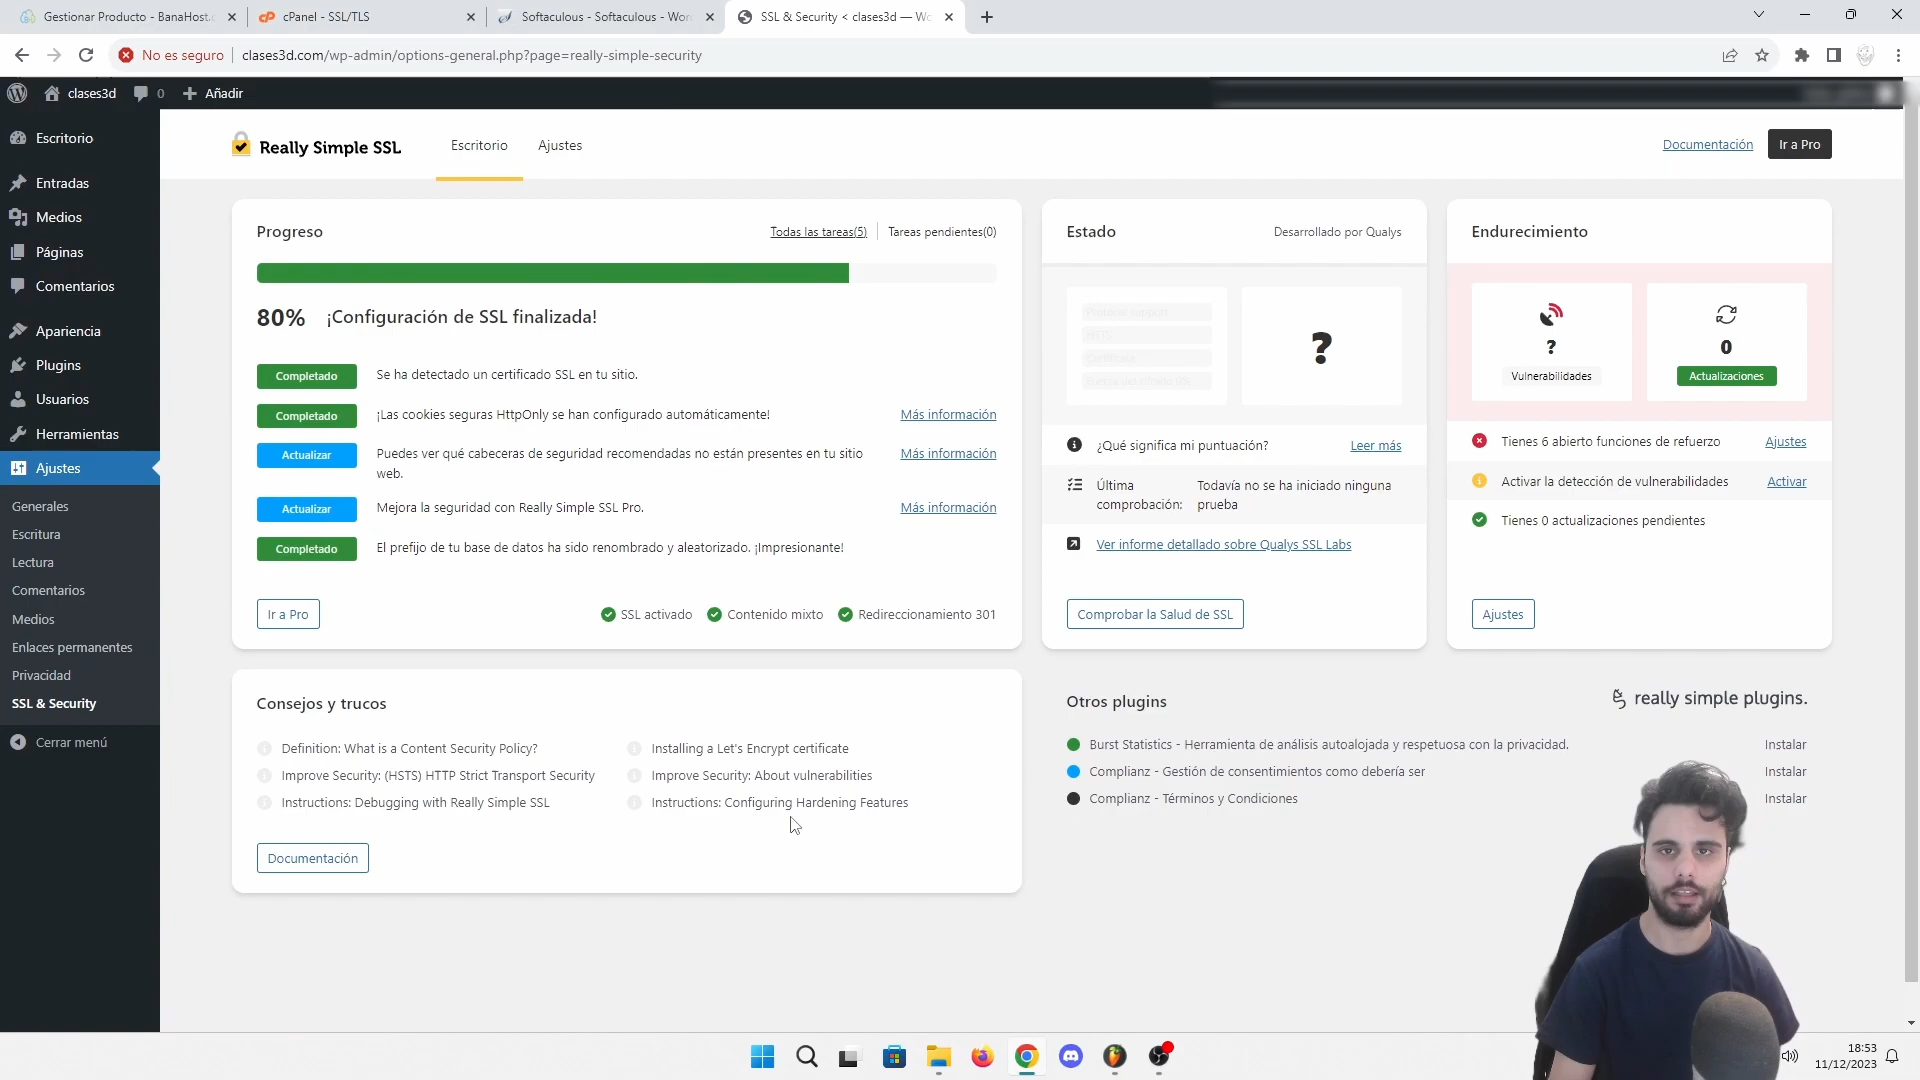 Gestionar Producto - BanaHost.
cPanel - SSL/TLS
Softaculous - Softaculous - Wor
SSL & Security < clases3d — Wo
No es seguro
clases3d.com/wp-admin/options-general.php?page=really-simple-security
clases3d
0
Añadir
Escritorio
Entradas
Medios
Páginas
Comentarios
Apariencia
Plugins
Usuarios
Herramientas
Ajustes
Generales
Escritura
Lectura
Comentarios
Medios
Enlaces permanentes
Privacidad
SSL & Security
Cerrar menú
Really Simple SSL
Escritorio
Ajustes
Documentación
Ir a Pro
Progreso
Todas las tareas(5)
Tareas pendientes(0)
80%
¡Configuración de SSL finalizada!
Completado
Se ha detectado un certificado SSL en tu sitio.
Completado
¡Las cookies seguras HttpOnly se han configurado automáticamente!
Más información
Actualizar
Puedes ver qué cabeceras de seguridad recomendadas no están presentes en tu sitio
web.
Más información
Actualizar
Mejora la seguridad con Really Simple SSL Pro.
Más información
Completado
El prefijo de tu base de datos ha sido renombrado y aleatorizado. ¡Impresionante!
Ir a Pro
SSL activado
Contenido mixto
Redireccionamiento 301
Estado
Desarrollado por Qualys
Protocol support
HSTS
Certificate
?
¿Qué significa mi puntuación?
Leer más
Última
comprobación:
Todavía no se ha iniciado ninguna
prueba
Ver informe detallado sobre Qualys SSL Labs
Comprobar la Salud de SSL
Endurecimiento
?
Vulnerabilidades
0
Actualizaciones
Tienes 6 abierto funciones de refuerzo
Ajustes
Activar la detección de vulnerabilidades
Activar
Tienes 0 actualizaciones pendientes
Ajustes
Consejos y trucos
Definition: What is a Content Security Policy?
Improve Security: (HSTS) HTTP Strict Transport Security
Instructions: Debugging with Really Simple SSL
Installing a Let's Encrypt certificate
Improve Security: About vulnerabilities
Instructions: Configuring Hardening Features
Documentación
Otros plugins
really simple plugins.
Burst Statistics - Herramienta de análisis autoalojada y respetuosa con la privacidad.
Instalar
Complianz - Gestión de consentimientos como debería ser
Instalar
Complianz - Términos y Condiciones
Instalar
18:53
11/12/2023